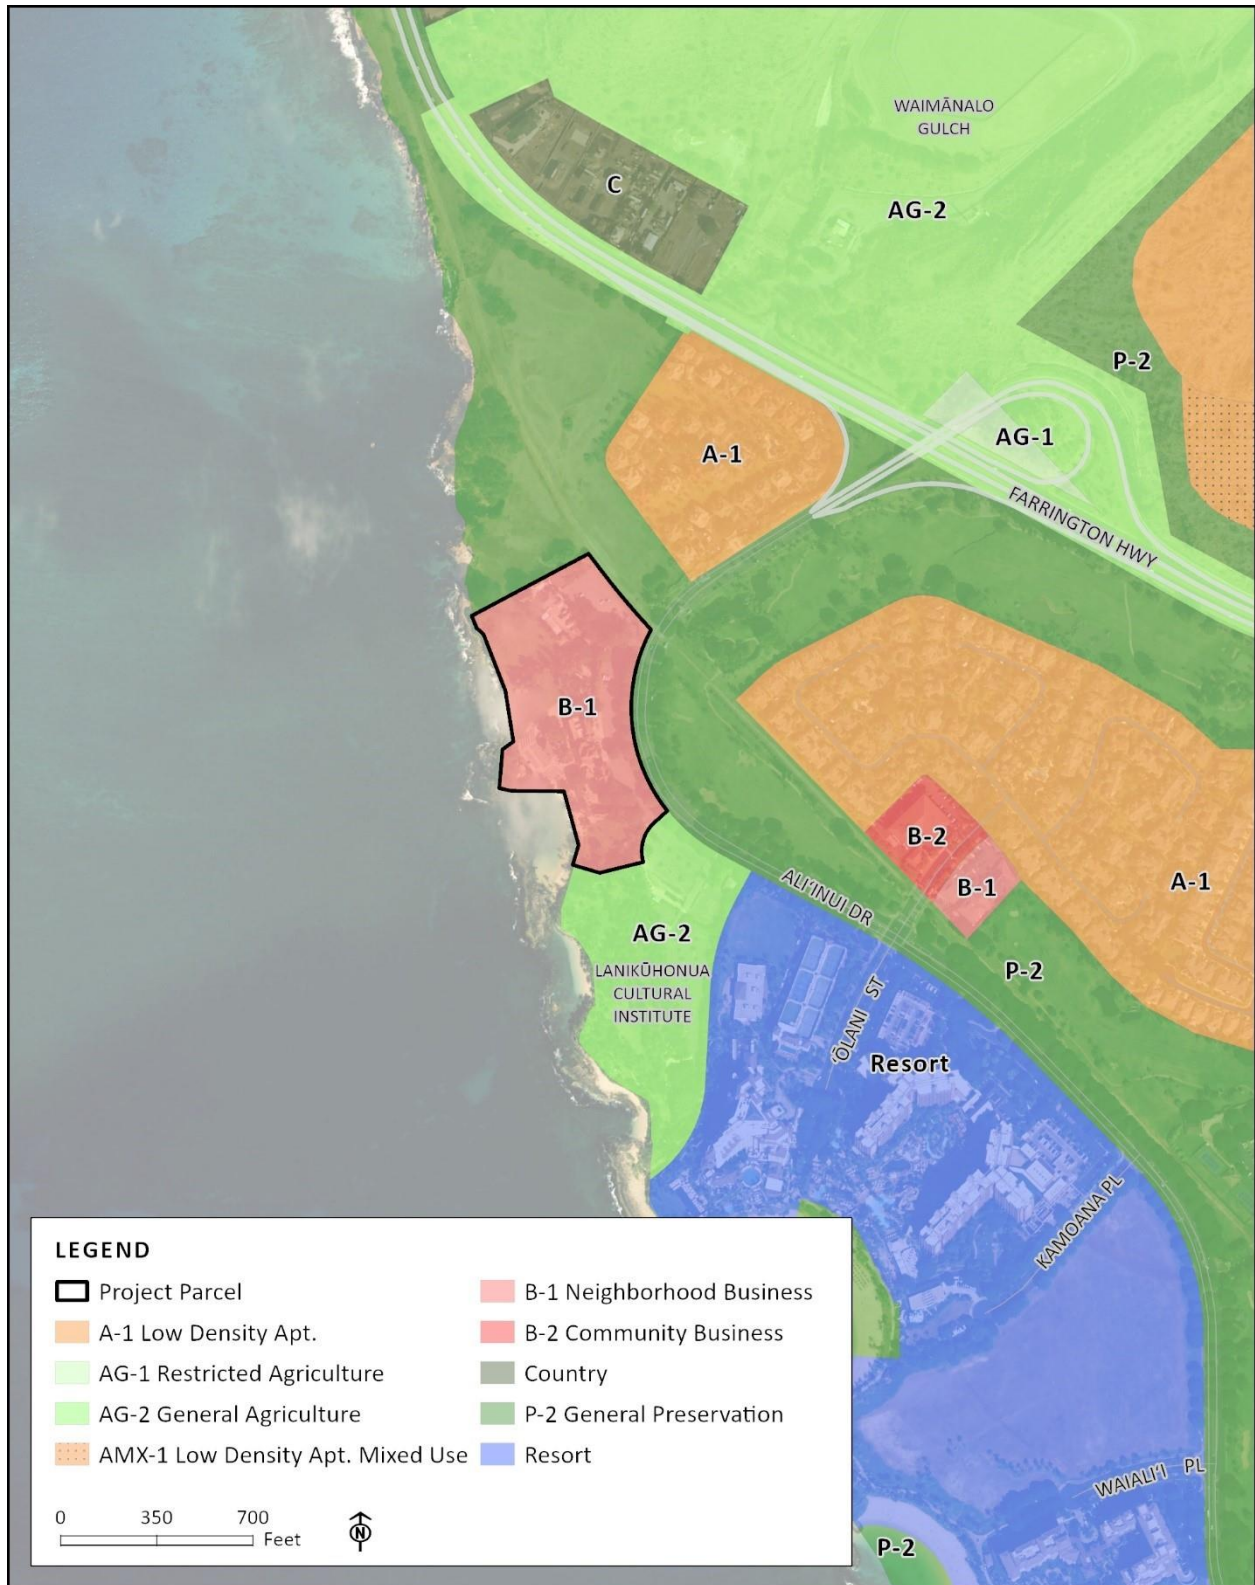 WAIMĀNALO
GULCH
C
AG-2
P-2
AG-1
A-1
FARRINGTON HWY
B-1
B-2
B-1
A-1
ALI‘INUI DR
AG-2
LANIKŪHONUA
CULTURAL
INSTITUTE
P-2
‘ŌLANI ST
Resort
KAMOANA PL
WAIALI‘I PL
P-2
LEGEND
Project Parcel
A-1 Low Density Apt.
AG-1 Restricted Agriculture
AG-2 General Agriculture
AMX-1 Low Density Apt. Mixed Use
B-1 Neighborhood Business
B-2 Community Business
Country
P-2 General Preservation
Resort
0 350 700
Feet
N